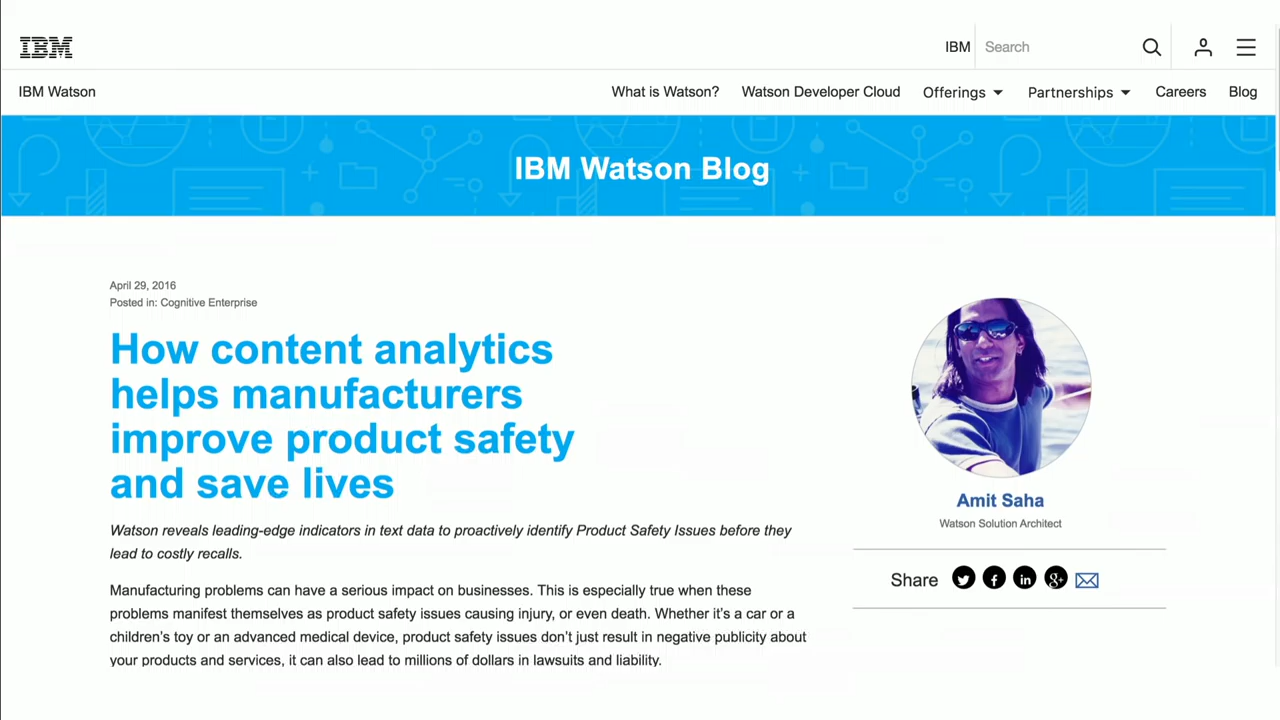 IBM
IBM
Search
IBM Watson
What is Watson?
Watson Developer Cloud
Offerings
Partnerships
Careers
Blog
IBM Watson Blog
April 29, 2016
Posted in: Cognitive Enterprise
How content analytics
helps manufacturers
improve product safety
and save lives
Watson reveals leading-edge indicators in text data to proactively identify Product Safety Issues before they
lead to costly recalls.
Manufacturing problems can have a serious impact on businesses. This is especially true when these
problems manifest themselves as product safety issues causing injury, or even death. Whether it’s a car or a
children’s toy or an advanced medical device, product safety issues don’t just result in negative publicity about
your products and services, it can also lead to millions of dollars in lawsuits and liability.
Amit Saha
Watson Solution Architect
Share